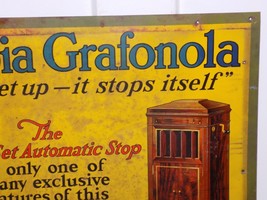 ia Grafonola
et up – it stops itself"
The
et Automatic Stop
only one of
any exclusive
atures of this